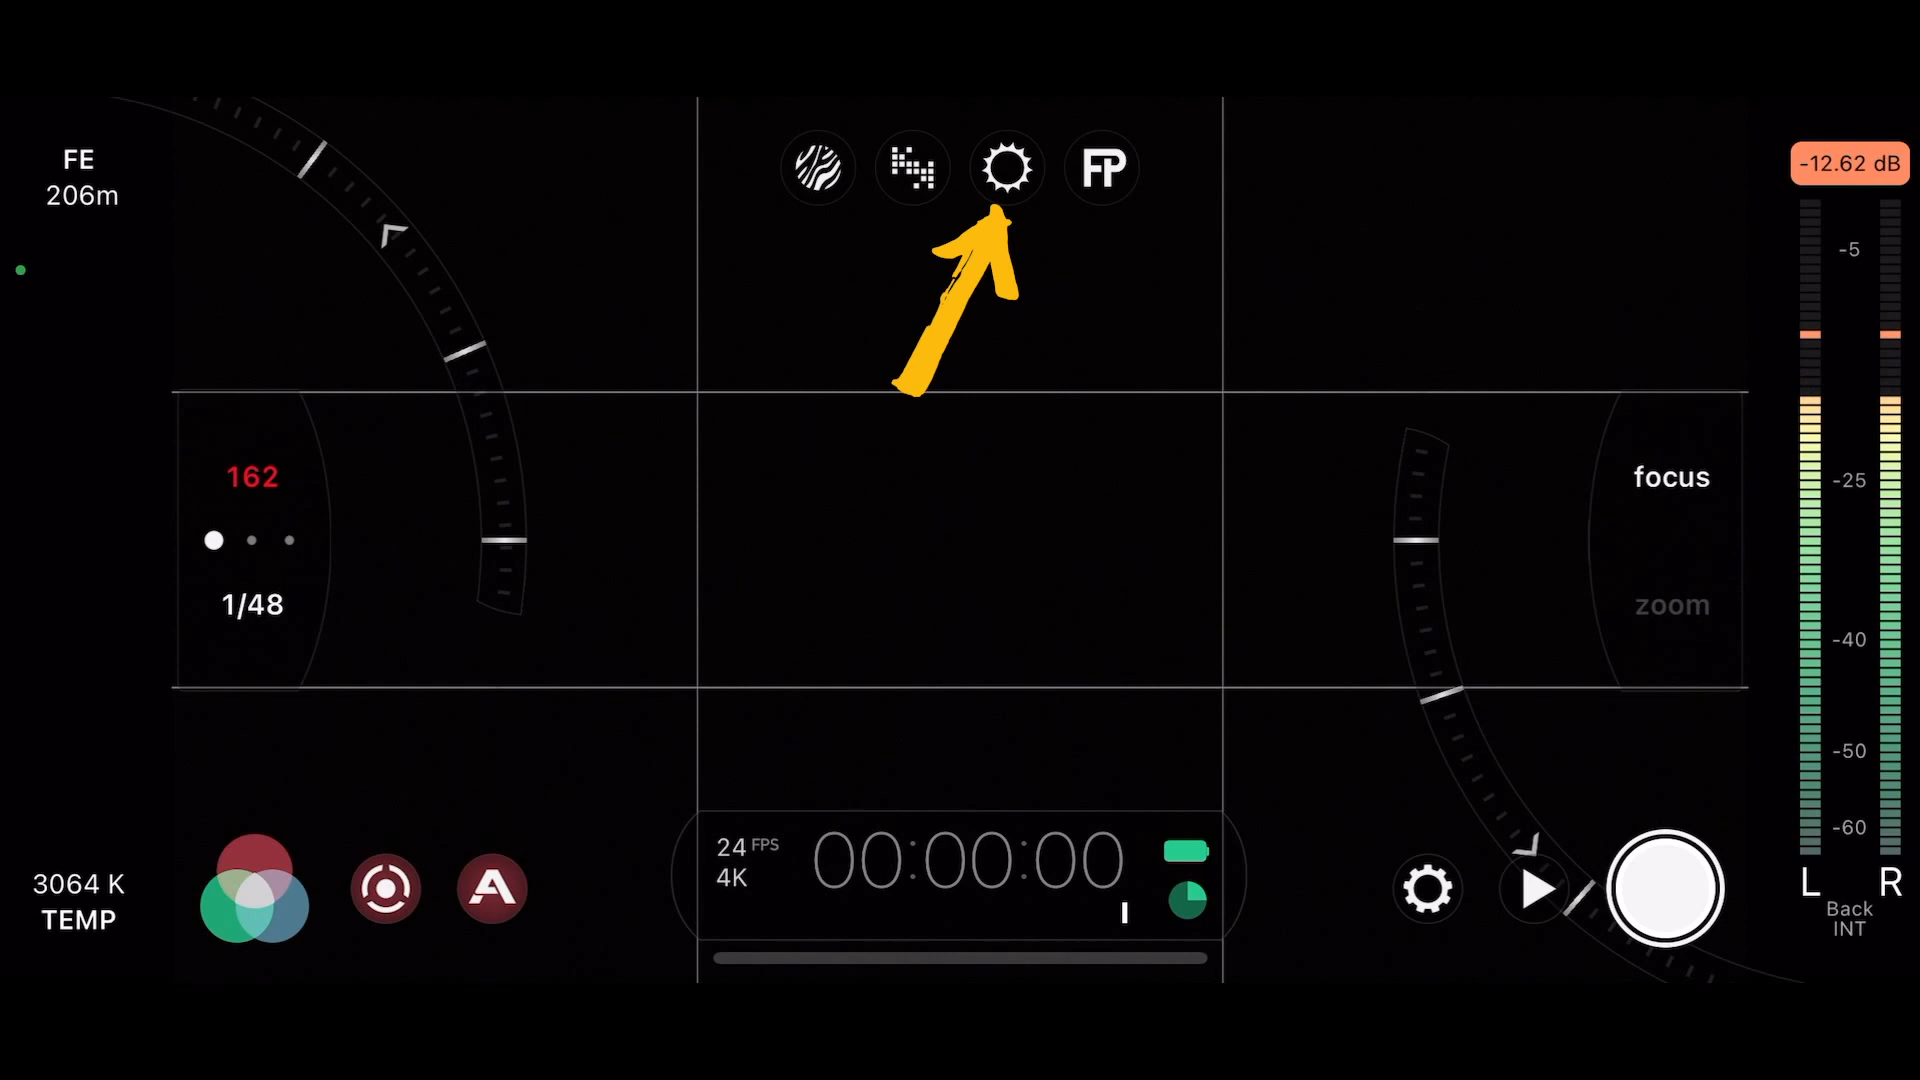 FE
206m
FP
-12.62 dB
-5
162
focus
-25
1/48
zoom
-40
-50
24 FPS
4K
00:00:00
-60
3064 K
TEMP
A
L R
Back
INT